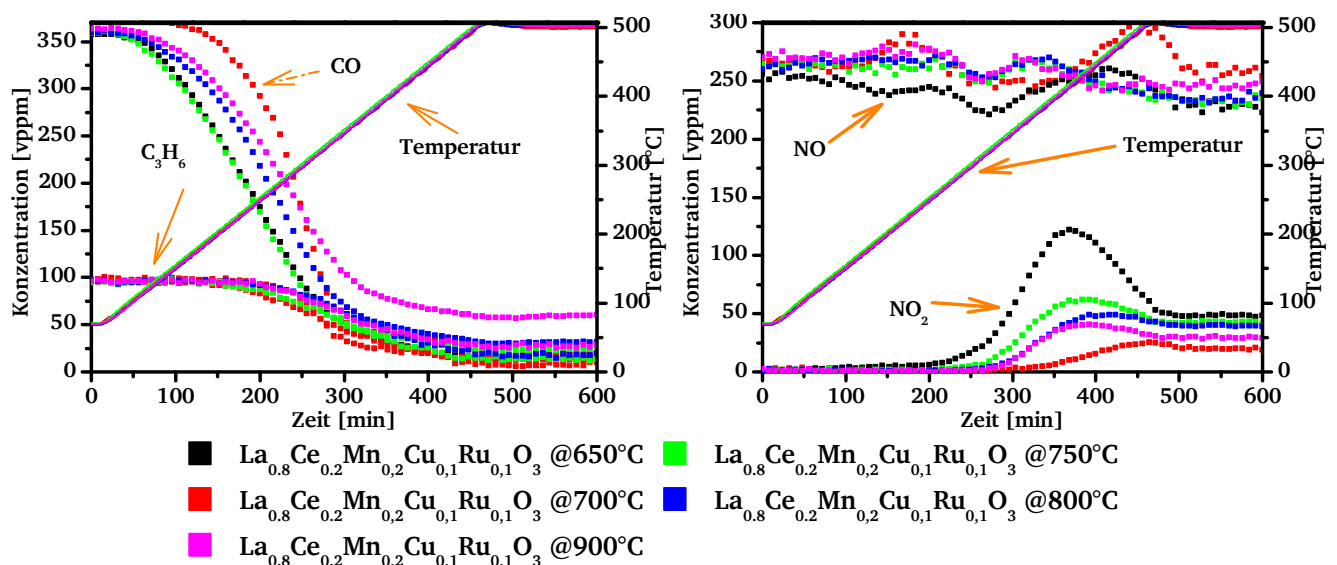 350
300
250
200
150
100
50
0
Konzentration [vppm]
CO
C₃H₆
Temperatur
500
400
300
200
100
0
Temperatur [°C]
0 100 200 300 400 500 600
Zeit [min]
300
250
200
150
100
50
0
Konzentration [vppm]
NO
Temperatur
NO₂
500
400
300
200
100
0
Temperatur [°C]
0 100 200 300 400 500 600
Zeit [min]
La₀.₈Ce₀.₂Mn₀,₂Cu₀,₁Ru₀,₁O₃ @650°C
La₀.₈Ce₀.₂Mn₀,₂Cu₀,₁Ru₀,₁O₃ @750°C
La₀.₈Ce₀.₂Mn₀,₂Cu₀,₁Ru₀,₁O₃ @700°C
La₀.₈Ce₀.₂Mn₀,₂Cu₀,₁Ru₀,₁O₃ @800°C
La₀.₈Ce₀.₂Mn₀,₂Cu₀,₁Ru₀,₁O₃ @900°C